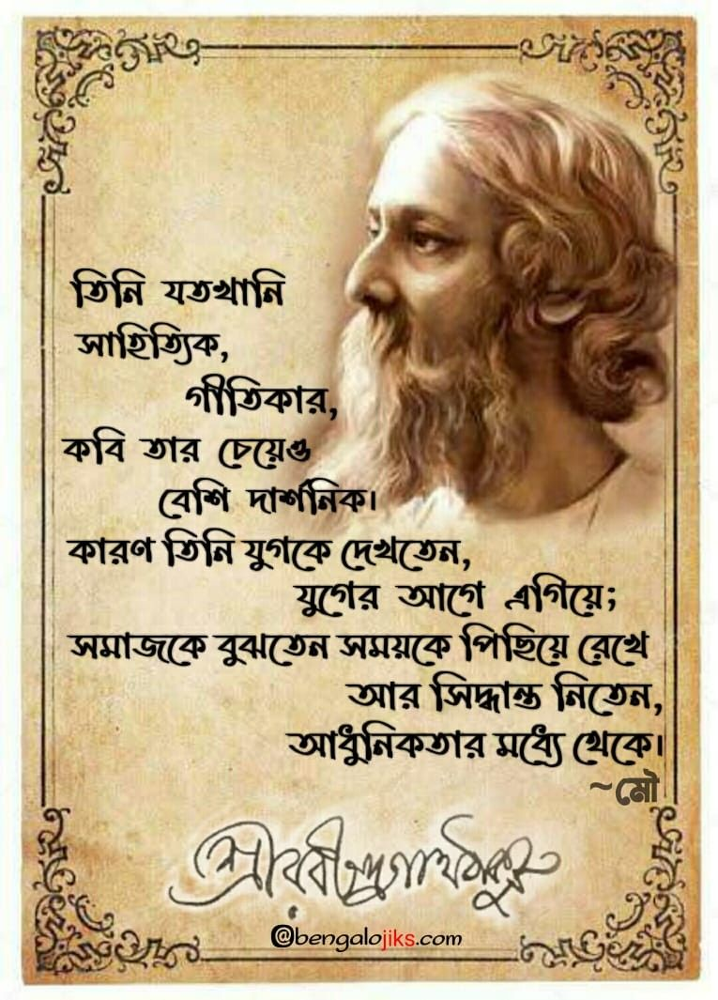 তিনি যতখানি
সাহিত্যিক,
গীতিকার,
কবি তার চেয়েও
বেশি দার্শনিক।
কারণ তিনি যুগকে দেখতেন,
যুগের আগে এগিয়ে;
সমাজকে বুঝতেন সময়কে পিছিয়ে রেখে
আর সিদ্ধান্ত নিতেন,
আধুনিকতার মধ্যে থেকে।
~মৌ
শ্রীরবীন্দ্রনাথ ঠাকুর
@bengalojiks.com